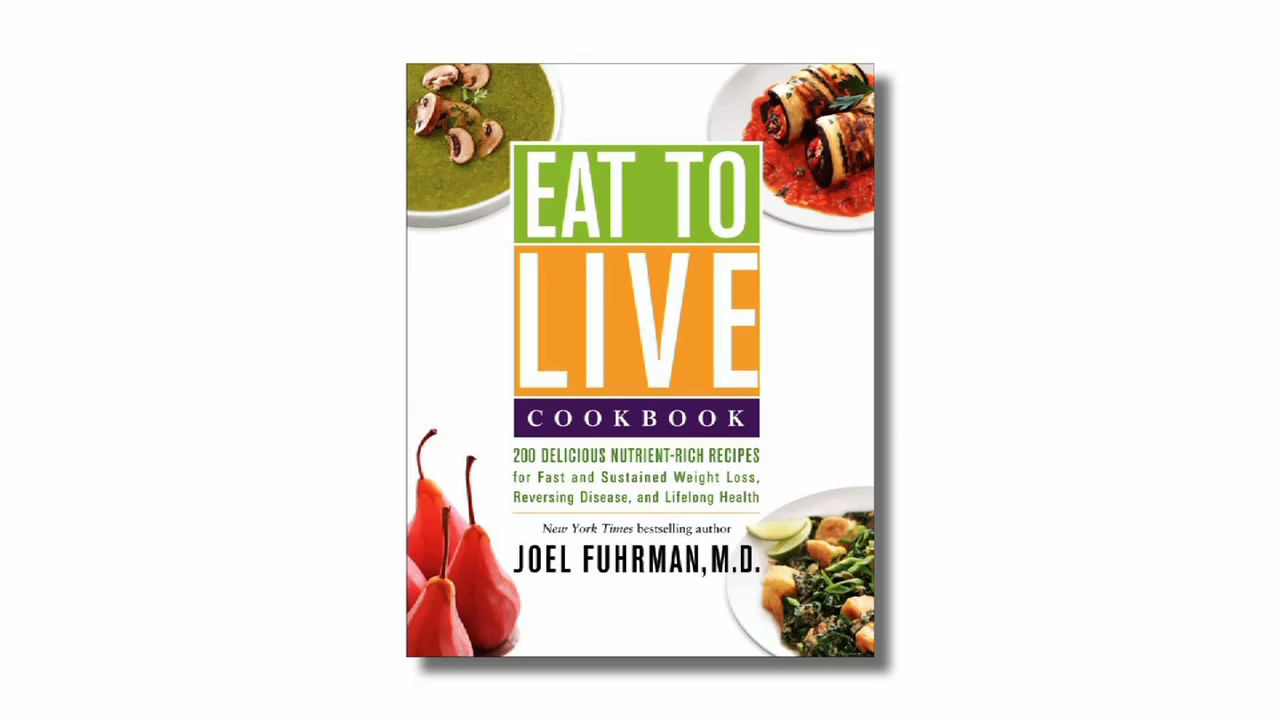 EAT TO
LIVE
COOKBOOK
200 DELICIOUS NUTRIENT-RICH RECIPES
for Fast and Sustained Weight Loss,
Reversing Disease, and Lifelong Health
New York Times bestselling author
JOEL FUHRMAN, M.D.